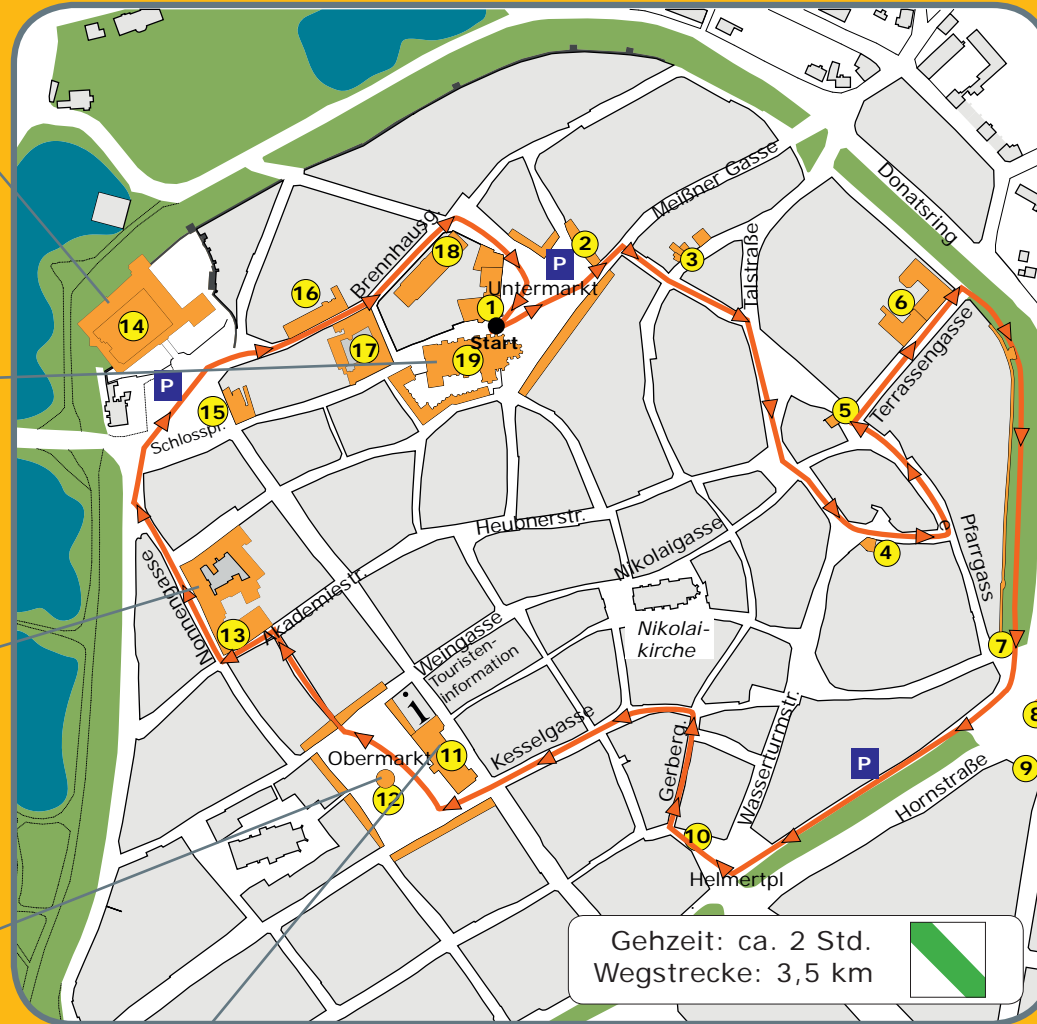 Donatsring
Meißner Gasse
Brennhausg.
18
2
P
3
Talstraße
16
Untermarkt
1
6
14
Start
17
19
Terrassengasse
P
15
5
Schlosspl.
Heubnerstr.
Nikolaigasse
4
Pfarrgass
Nonnengasse
Akademiestr.
13
Weingasse
Touristen-
information
Nikolai-
kirche
7
i
8
Kesselgasse
Gerberg.
Wasserturmstr.
Obermarkt
11
P
9
12
Hornstraße
10
Helmertpl
Gehzeit: ca. 2 Std.
Wegstrecke: 3,5 km